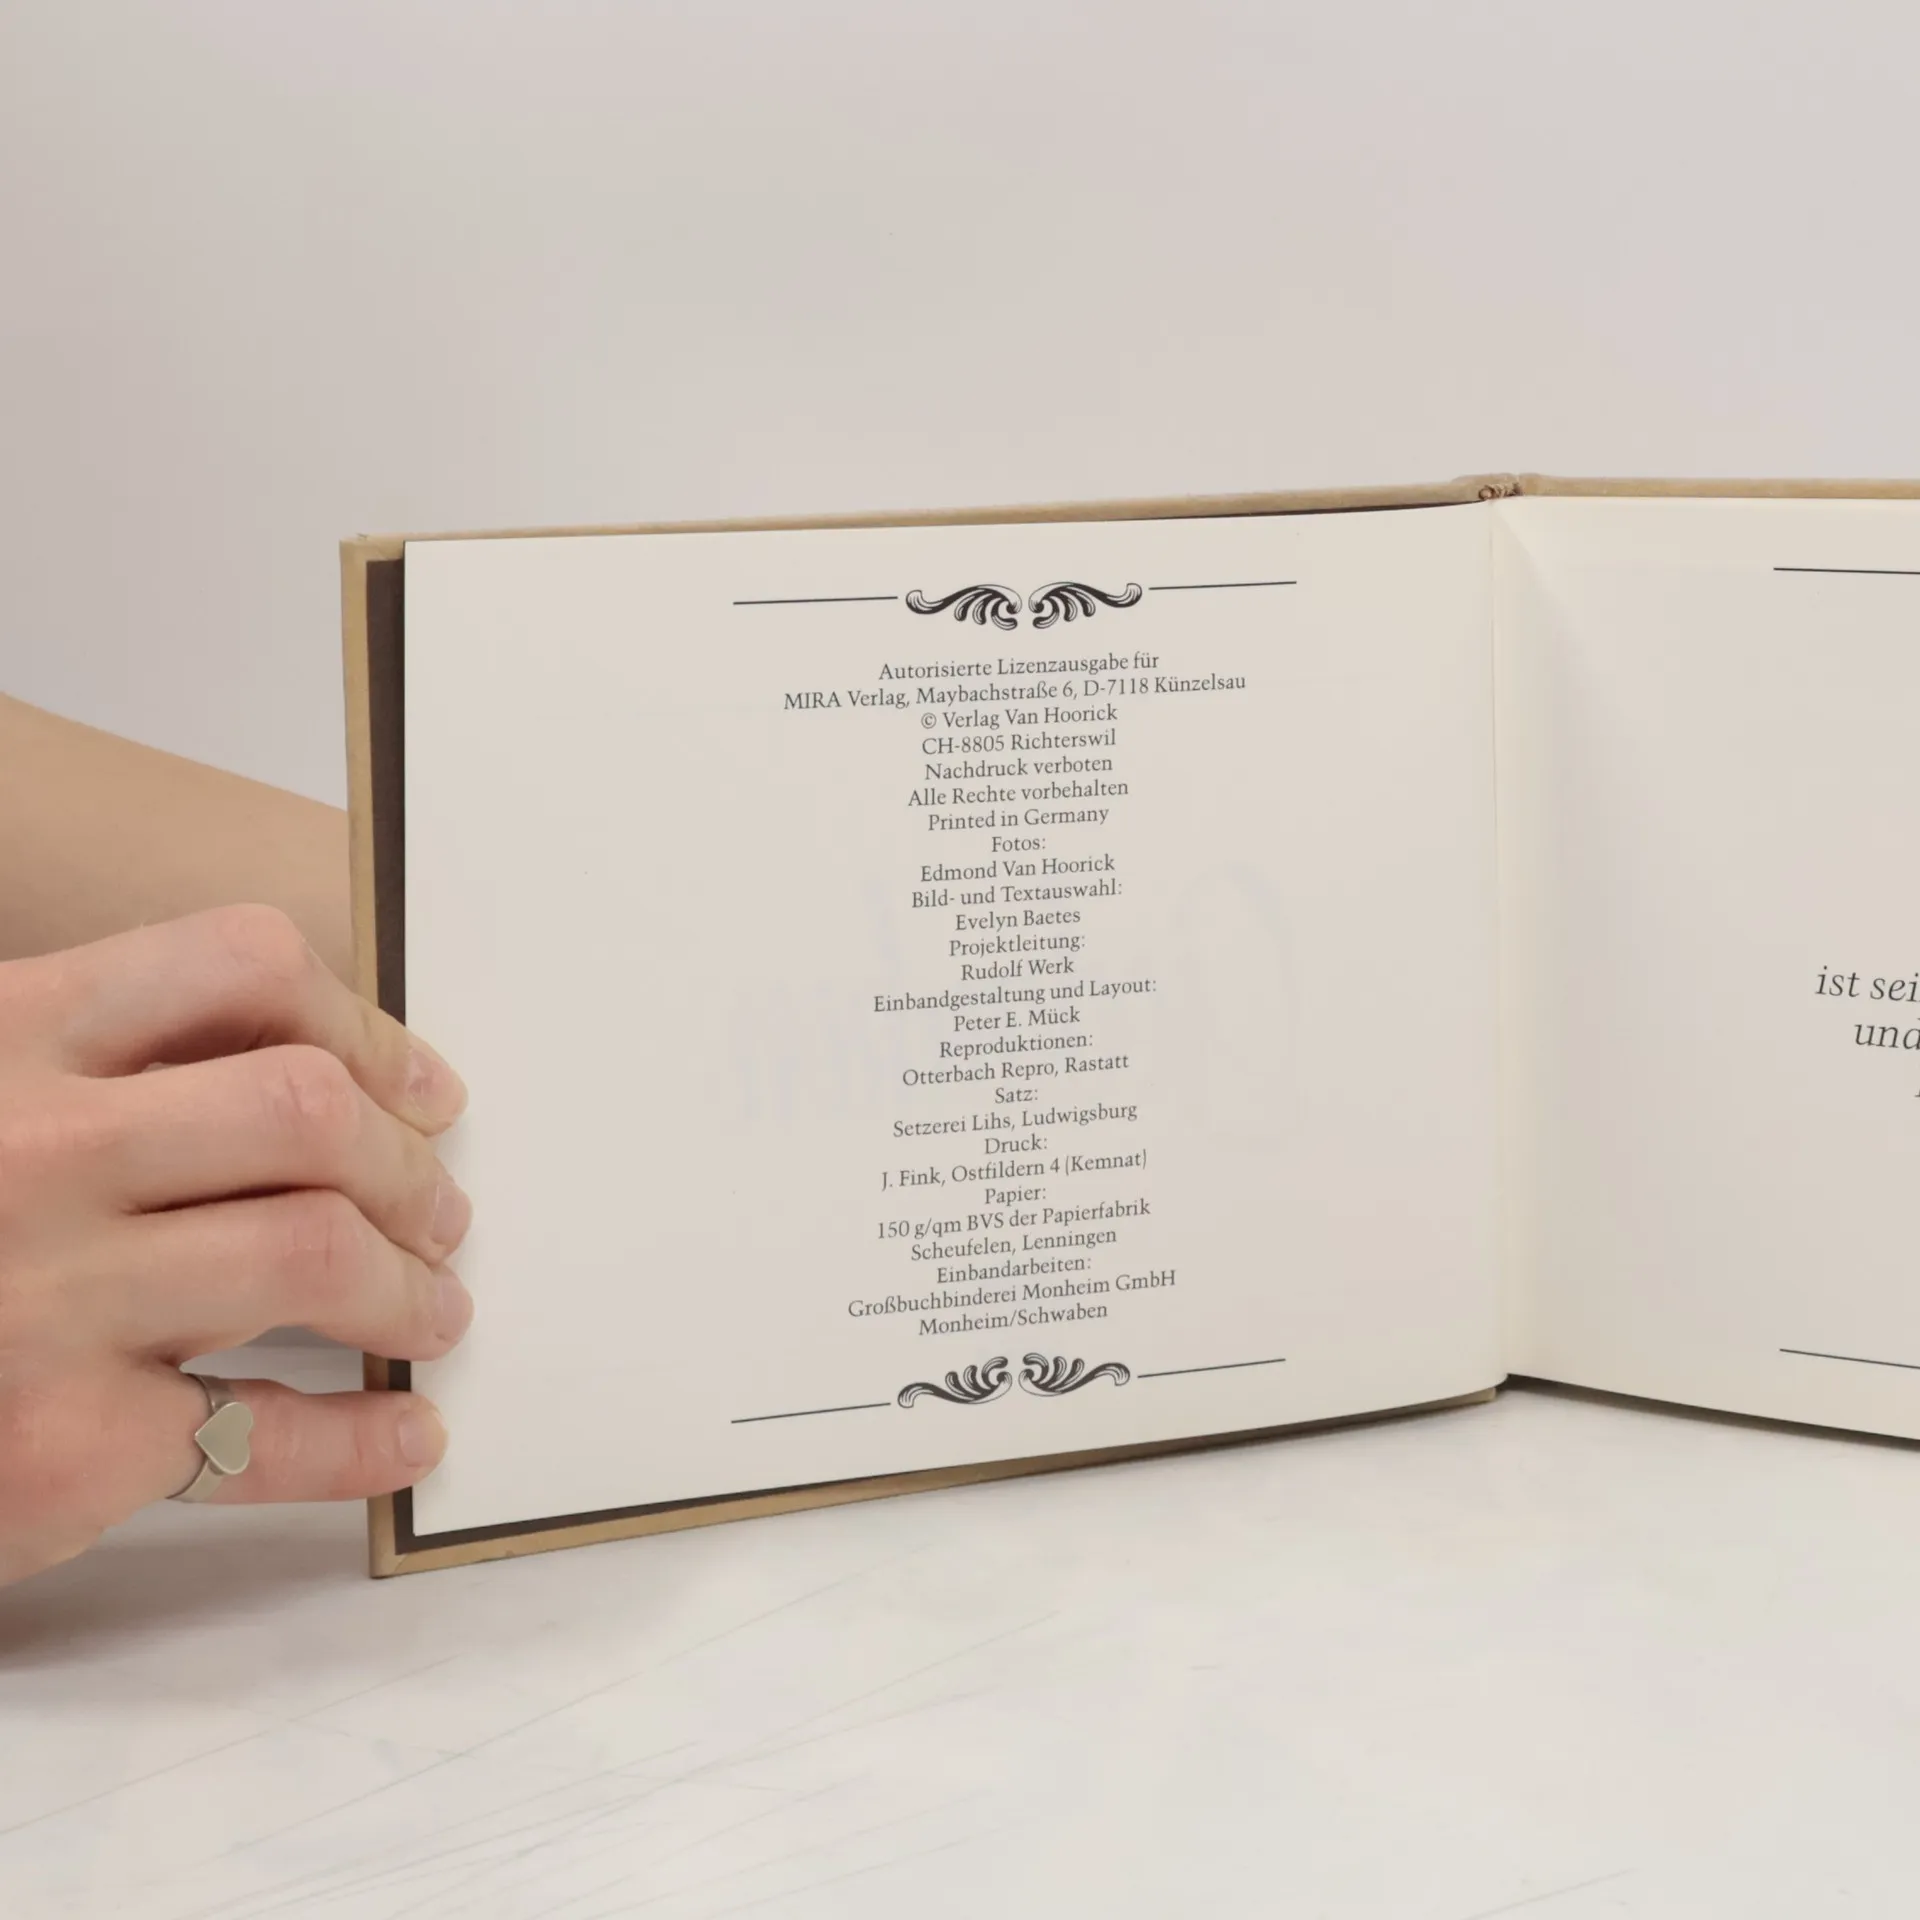 Autorisierte Lizenzausgabe für
MIRA Verlag, Maybachstraße 6, D-7118 Künzelsau
© Verlag Van Hoorick
CH-8805 Richterswil
Nachdruck verboten
Alle Rechte vorbehalten
Printed in Germany
Fotos:
Edmond Van Hoorick
Bild- und Textauswahl:
Evelyn Baetes
Projektleitung:
Rudolf Werk
Einbandgestaltung und Layout:
Peter E. Mück
Reproduktionen:
Otterbach Repro, Rastatt
Satz:
Setzerei Lihs, Ludwigsburg
Druck:
J. Fink, Ostfildern 4 (Kemnat)
Papier:
150 g/qm BVS der Papierfabrik
Scheufelen, Lenningen
Einbandarbeiten:
Großbuchbinderei Monheim GmbH
Monheim/Schwaben
ist sei
und